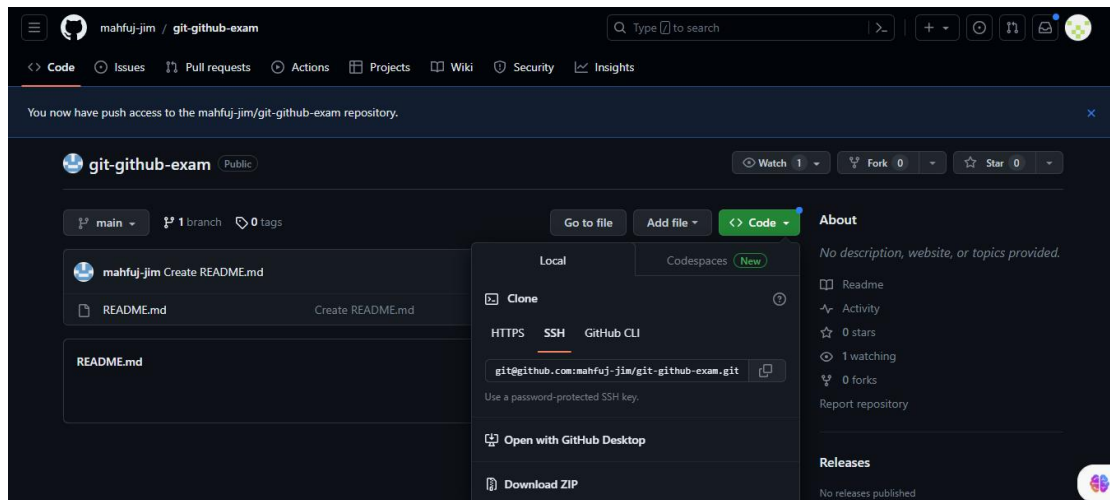 mahfuj-jim / git-github-exam
Type / to search
Code Issues Pull requests Actions Projects Wiki Security Insights
You now have push access to the mahfuj-jim/git-github-exam repository.
git-github-exam Public
Watch 1 Fork 0 Star 0
main 1 branch 0 tags
Go to file Add file <> Code
mahfuj-jim Create README.md
README.md Create README.md
README.md
Local Codespaces New
Clone
HTTPS SSH GitHub CLI
git@github.com:mahfuj-jim/git-github-exam.git
Use a password-protected SSH key.
Open with GitHub Desktop
Download ZIP
About
No description, website, or topics provided.
Readme
Activity
0 stars
1 watching
0 forks
Report repository
Releases
No releases published